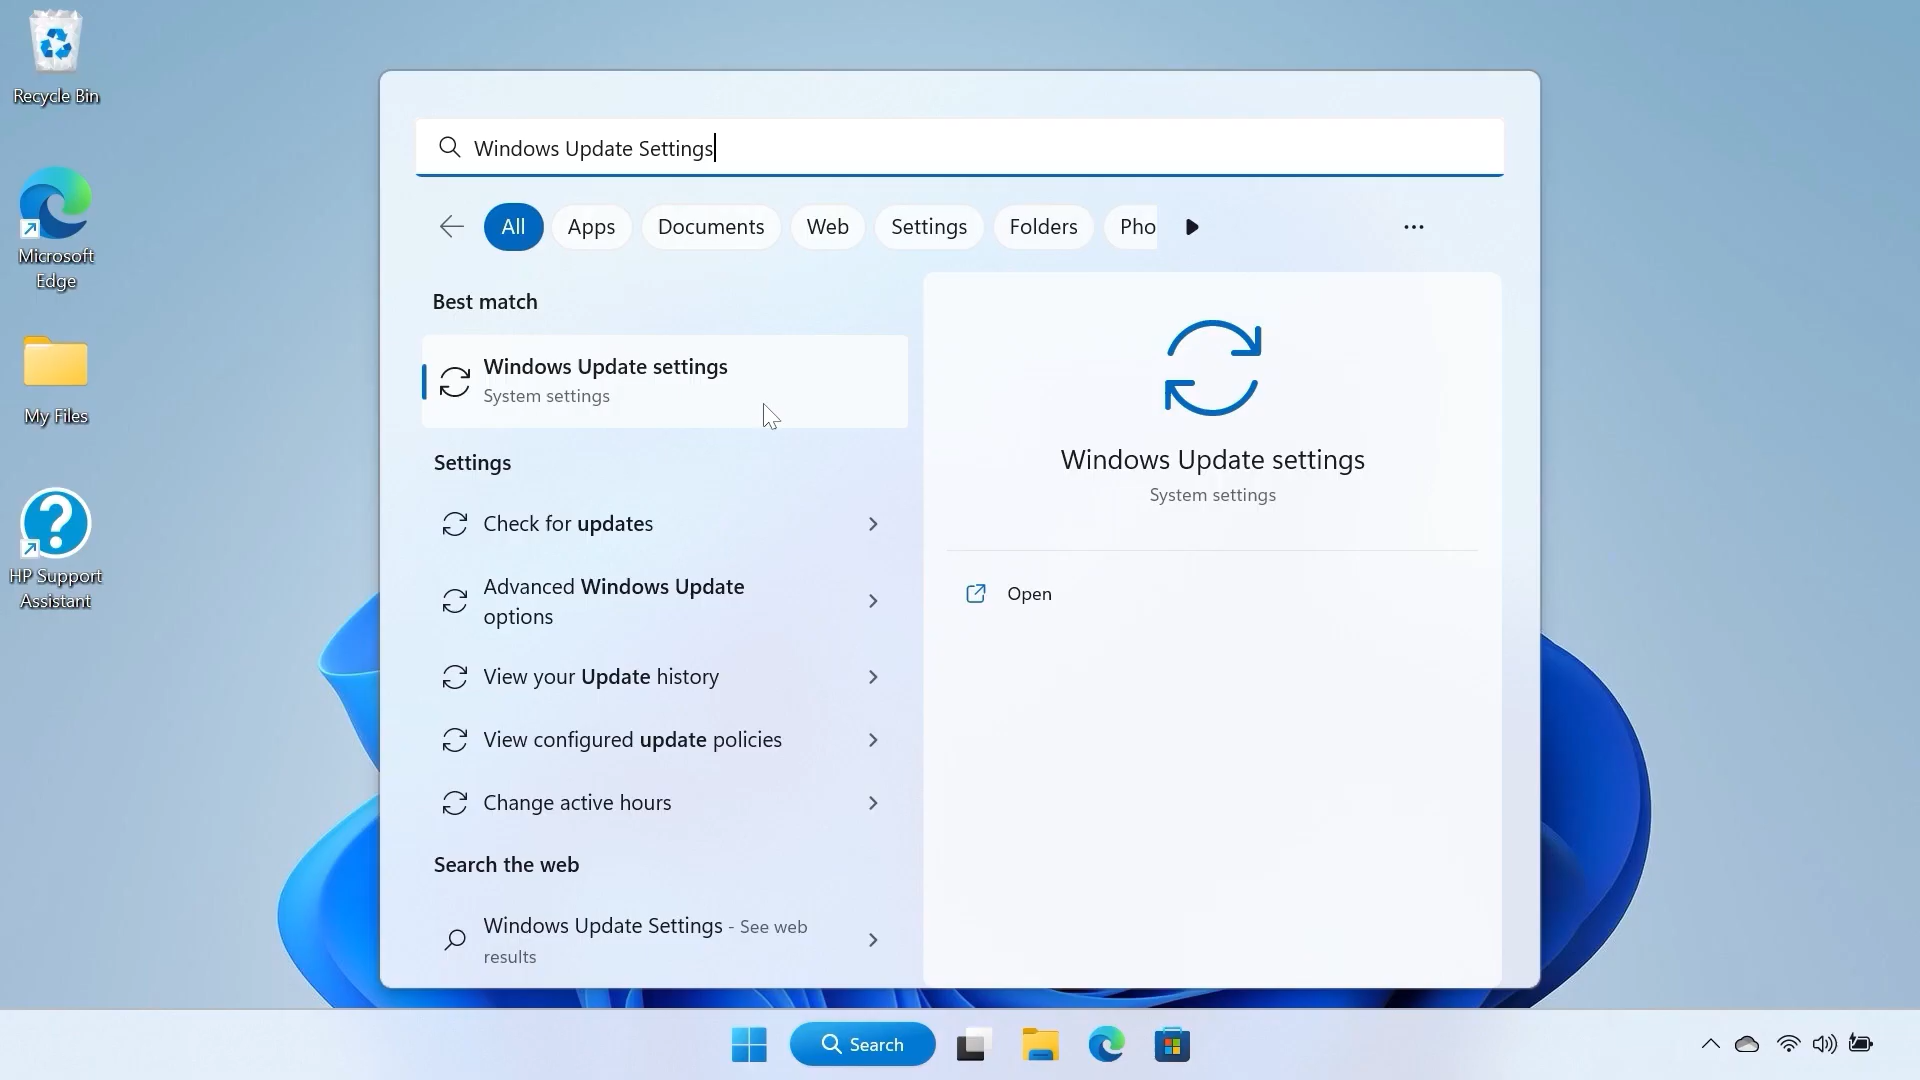 Recycle Bin
Microsoft
Edge
My Files
HP Support
Assistant
Windows Update Settings
All
Apps
Documents
Web
Settings
Folders
Pho
Best match
Windows Update settings
System settings
Settings
Check for updates
Advanced Windows Update
options
View your Update history
View configured update policies
Change active hours
Search the web
Windows Update Settings - See web
results
Windows Update settings
System settings
Open
Search